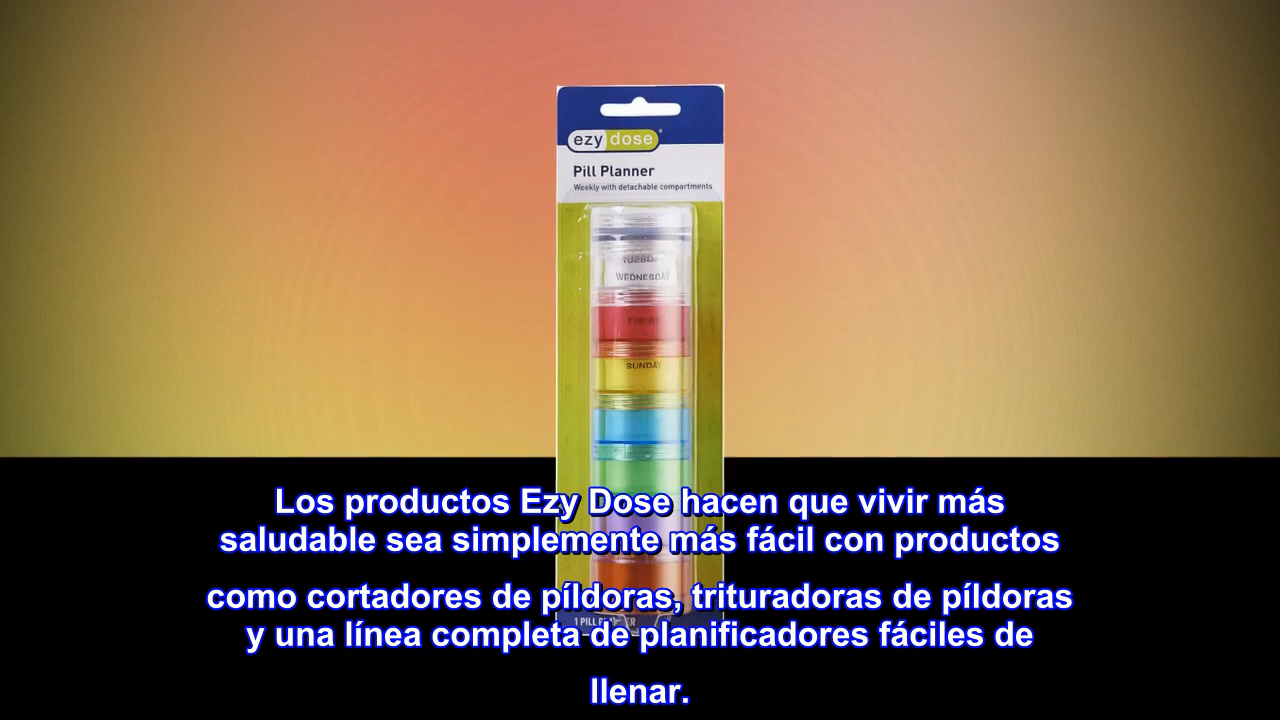 ezy dose
Pill Planner
Weekly with detachable compartments
WEDNESDAY
SUNDAY
Los productos Ezy Dose hacen que vivir más
saludable sea simplemente más fácil con productos
como cortadores de píldoras, trituradoras de píldoras
y una línea completa de planificadores fáciles de
llenar.